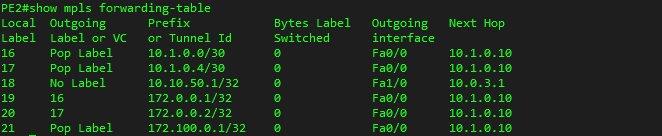 PE2#show mpls forwarding-table
Local Outgoing Prefix Bytes Label Outgoing Next Hop
Label Label or VC or Tunnel Id Switched interface
16 Pop Label 10.1.0.0/30 0 Fa0/0 10.1.0.10
17 Pop Label 10.1.0.4/30 0 Fa0/0 10.1.0.10
18 No Label 10.10.50.1/32 0 Fa1/0 10.0.3.1
19 16 172.0.0.1/32 0 Fa0/0 10.1.0.10
20 17 172.0.0.2/32 0 Fa0/0 10.1.0.10
21 Pop Label 172.100.0.1/32 0 Fa0/0 10.1.0.10